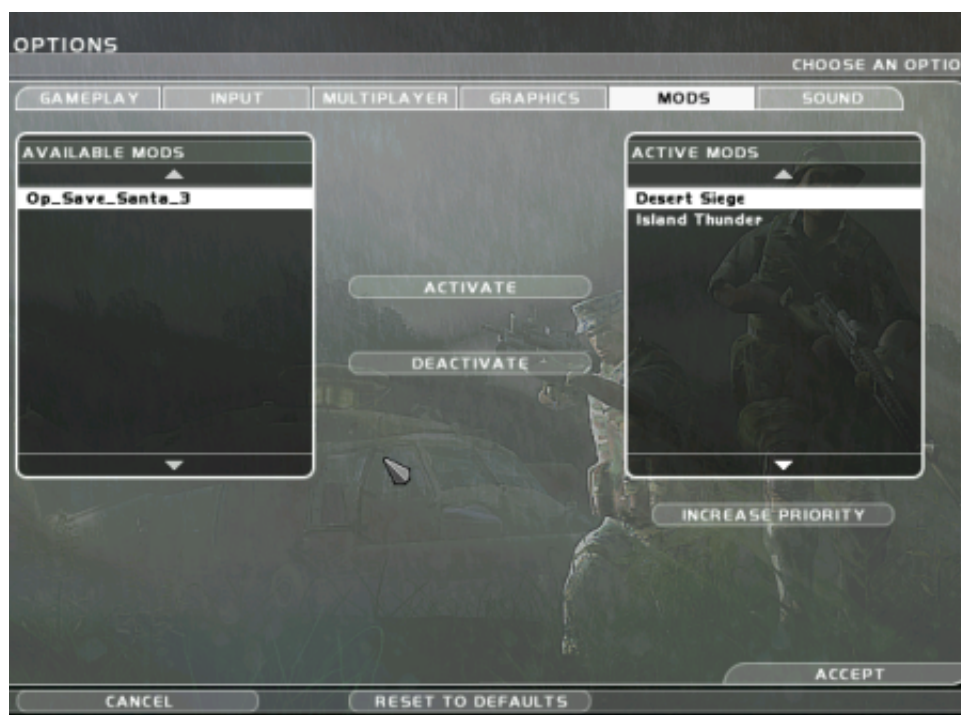 OPTIONS
CHOOSE AN OPTIO
GAMEPLAY
INPUT
MULTIPLAYER
GRAPHICS
MODS
SOUND
AVAILABLE MODS
Op_Save_Santa_3
ACTIVE MODS
Desert Siege
Island Thunder
ACTIVATE
DEACTIVATE
INCREASE PRIORITY
ACCEPT
CANCEL
RESET TO DEFAULTS